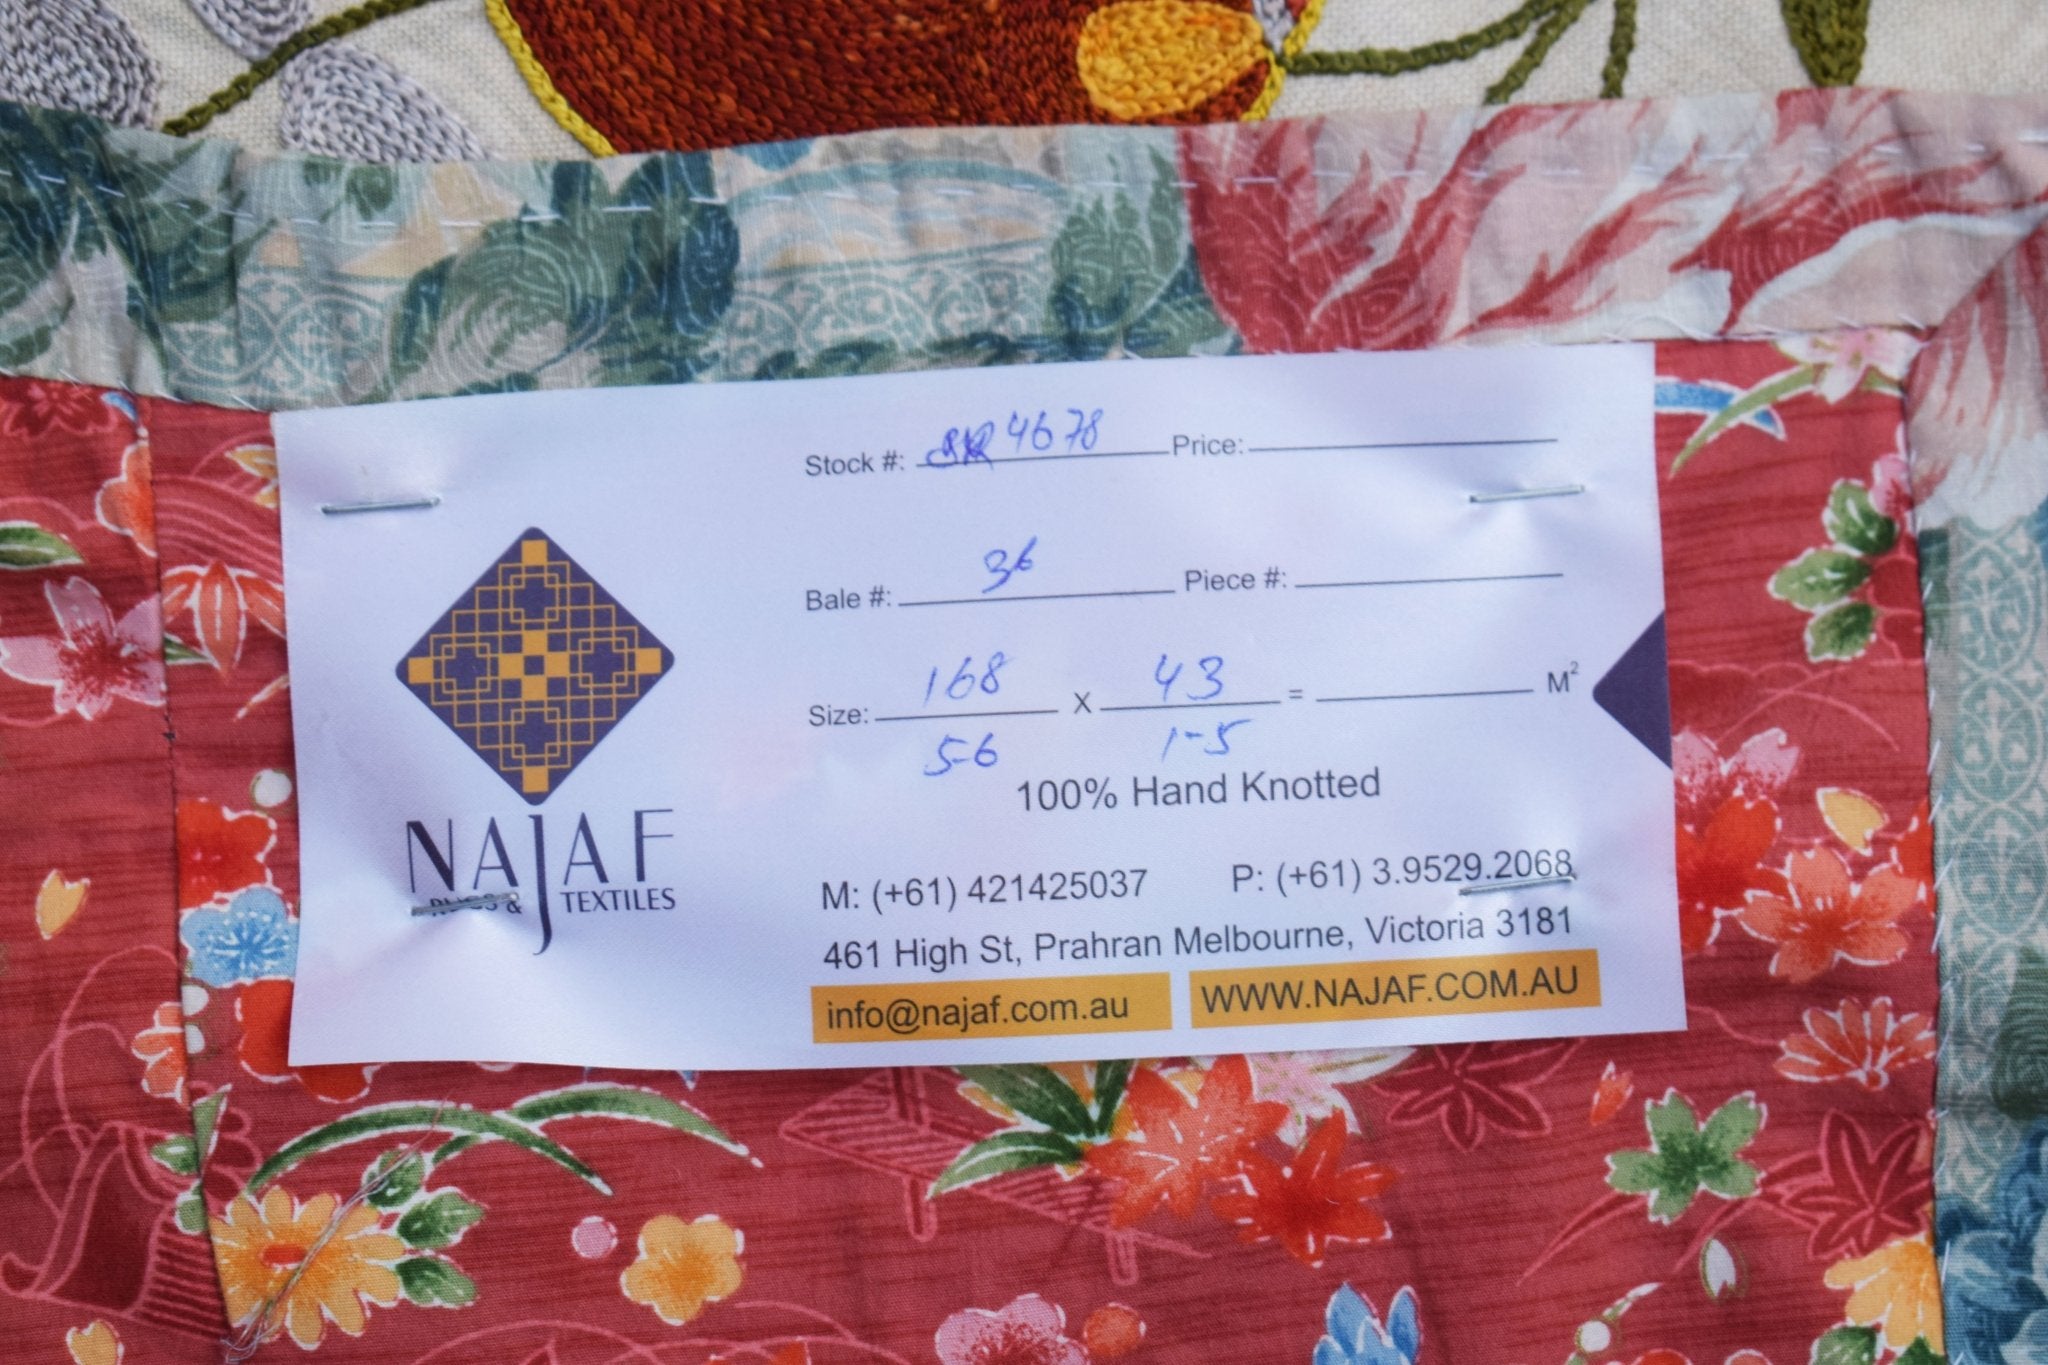 Stock #: 4678 Price:
Bale #: 36 Piece #:
Size: 168 X 43 = M²
5-6 1-5
100% Hand Knotted
NAJAF
RUGS & TEXTILES
M: (+61) 421425037 P: (+61) 3.9529.2068
461 High St, Prahran Melbourne, Victoria 3181
info@najaf.com.au WWW.NAJAF.COM.AU